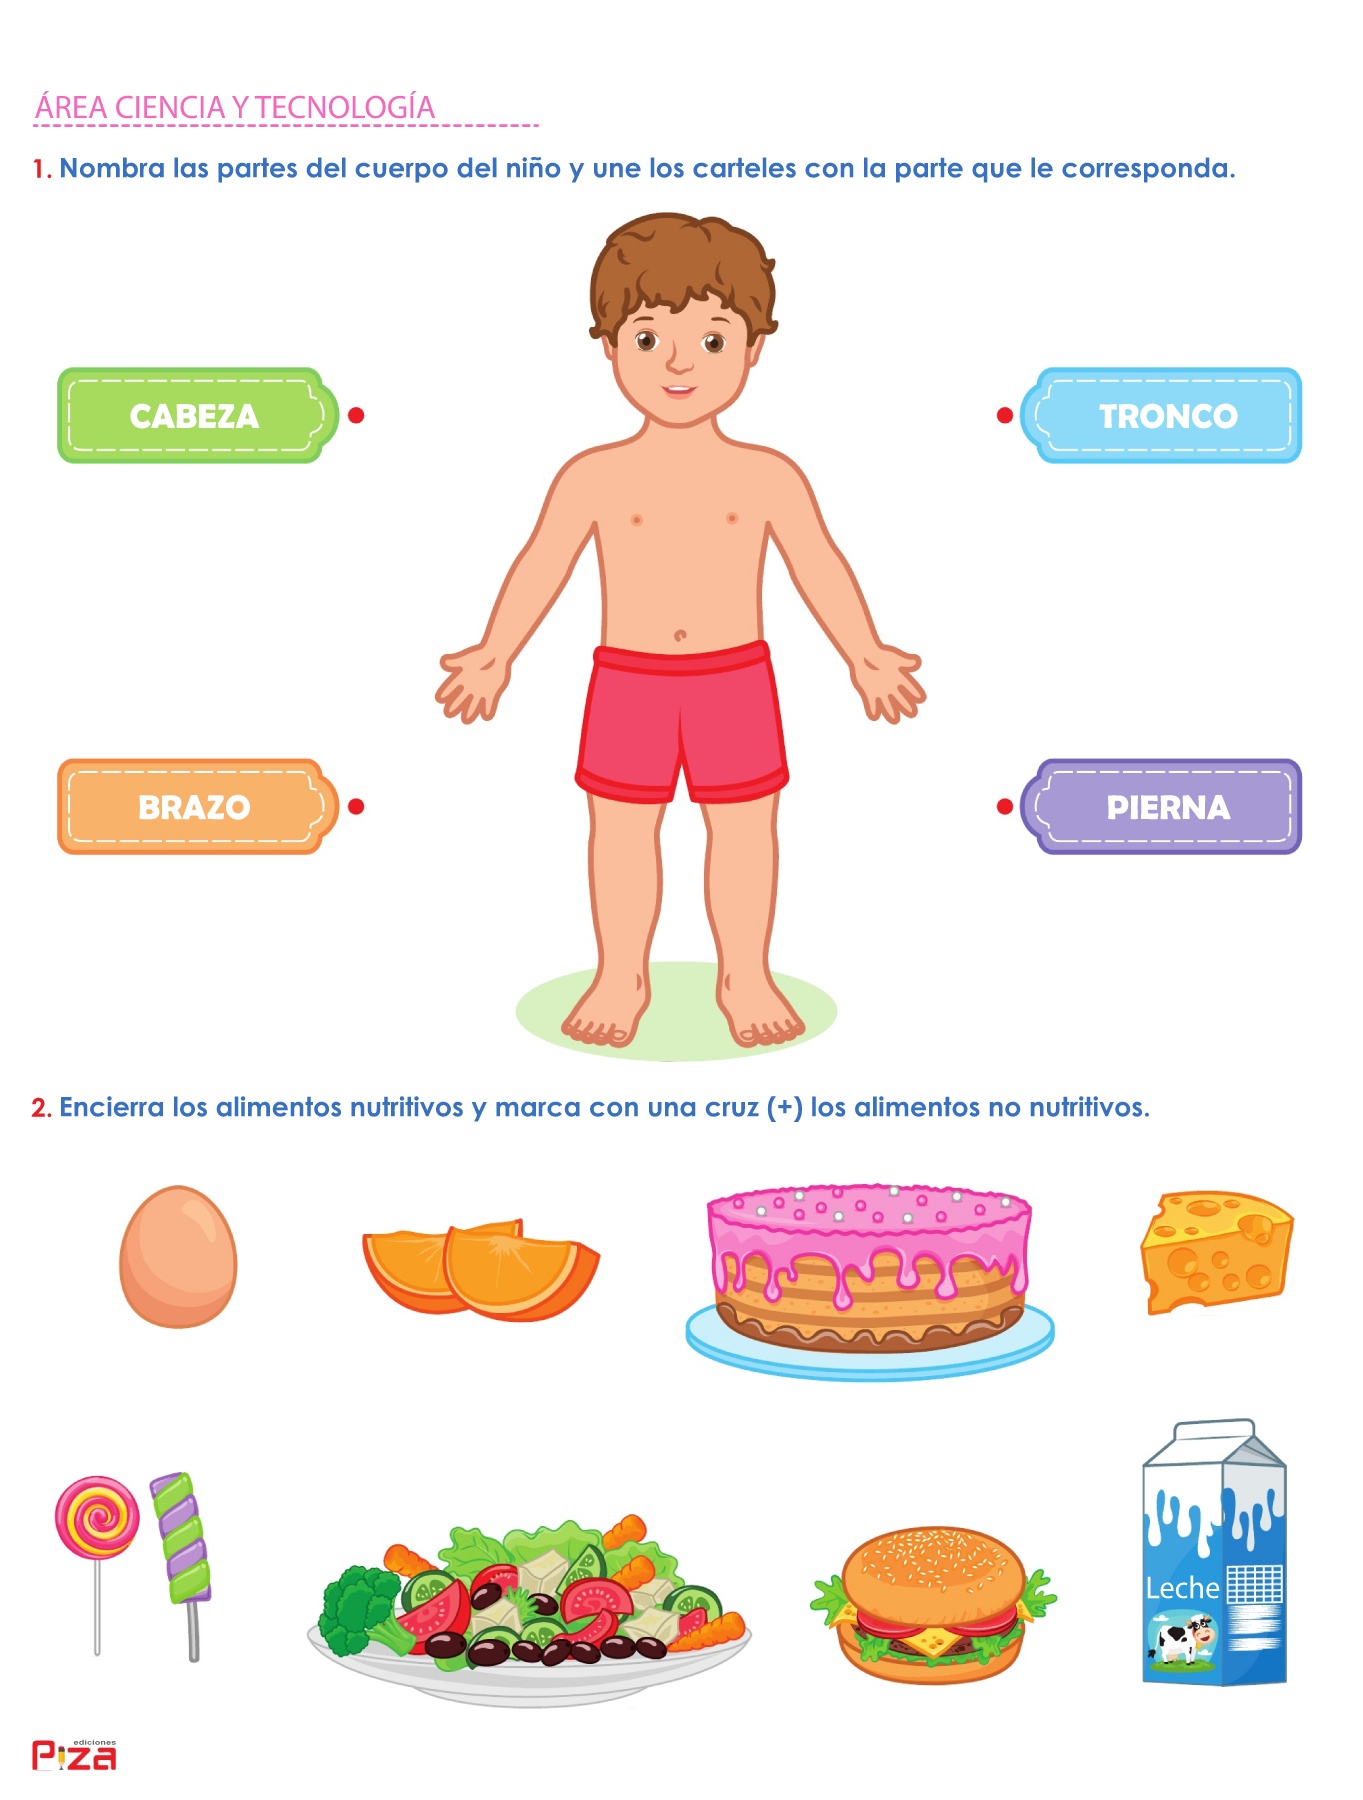 ÁREA CIENCIA Y TECNOLOGÍA
1. Nombra las partes del cuerpo del niño y une los carteles con la parte que le corresponda.
CABEZA
TRONCO
BRAZO
PIERNA
2. Encierra los alimentos nutritivos y marca con una cruz (+) los alimentos no nutritivos.
Leche
ediciones
Piza